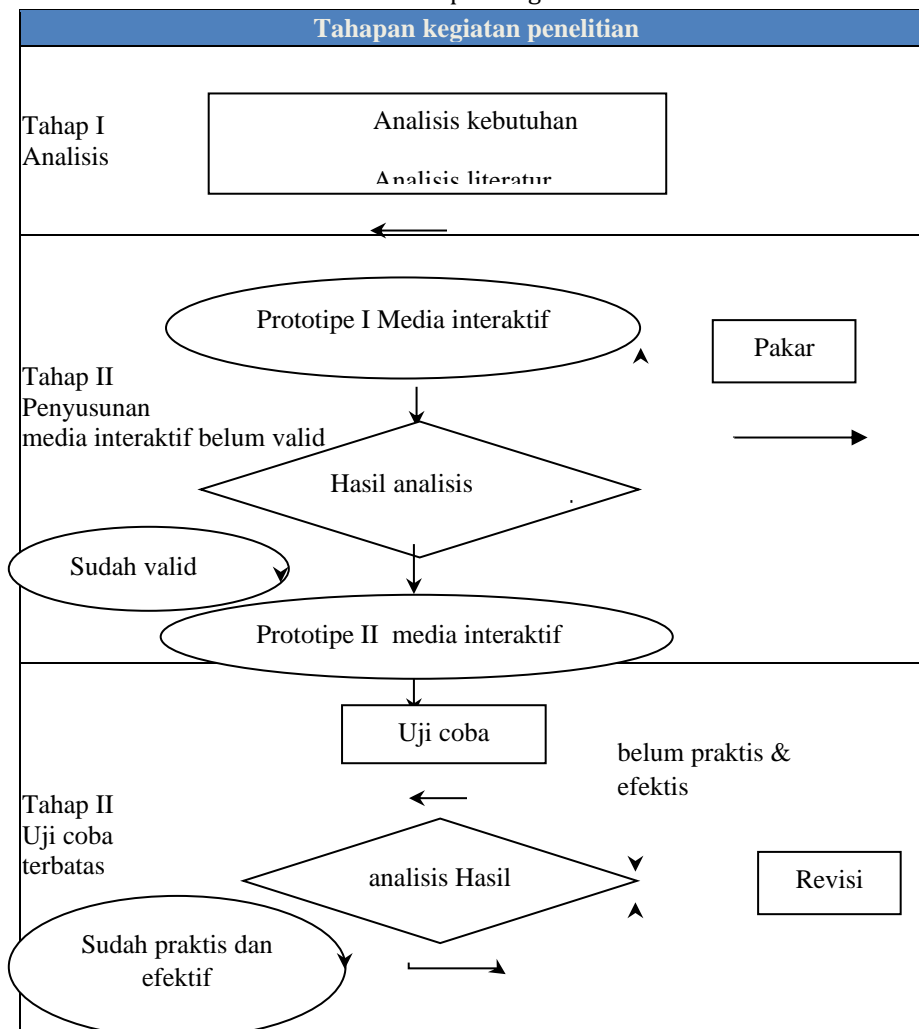 Tahapan kegiatan penelitian
Tahap I
Analisis
Analisis kebutuhan
Analisis literatur
Prototipe I Media interaktif
Pakar
Tahap II
Penyusunan
media interaktif belum valid
Hasil analisis
Sudah valid
Prototipe II media interaktif
Uji coba
belum praktis &
efektis
Tahap II
Uji coba
terbatas
analisis Hasil
Revisi
Sudah praktis dan
efektif